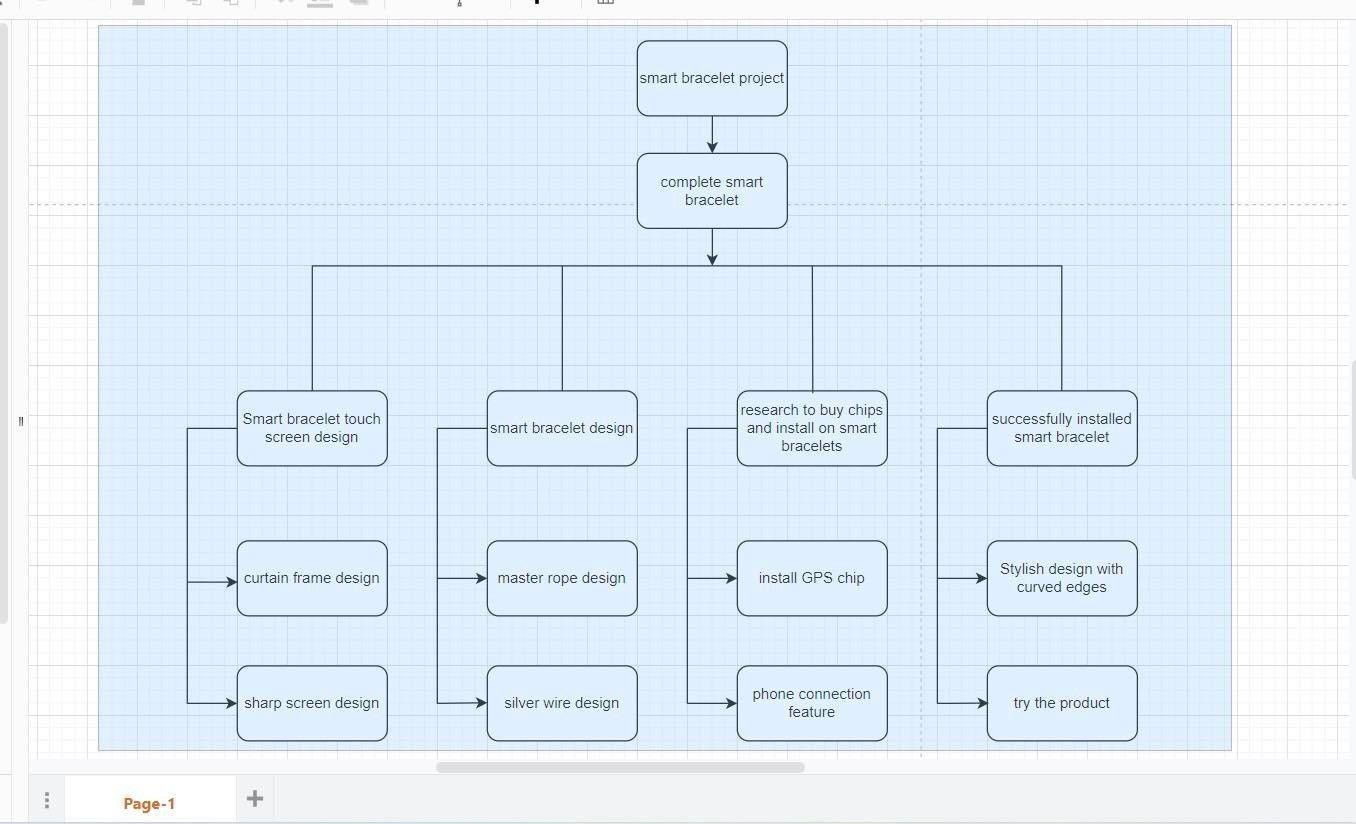 smart bracelet project
complete smart
bracelet
Smart bracelet touch
screen design
smart bracelet design
research to buy chips
and install on smart
bracelets
successfully installed
smart bracelet
curtain frame design
master rope design
install GPS chip
Stylish design with
curved edges
sharp screen design
silver wire design
phone connection
feature
try the product
Page-1